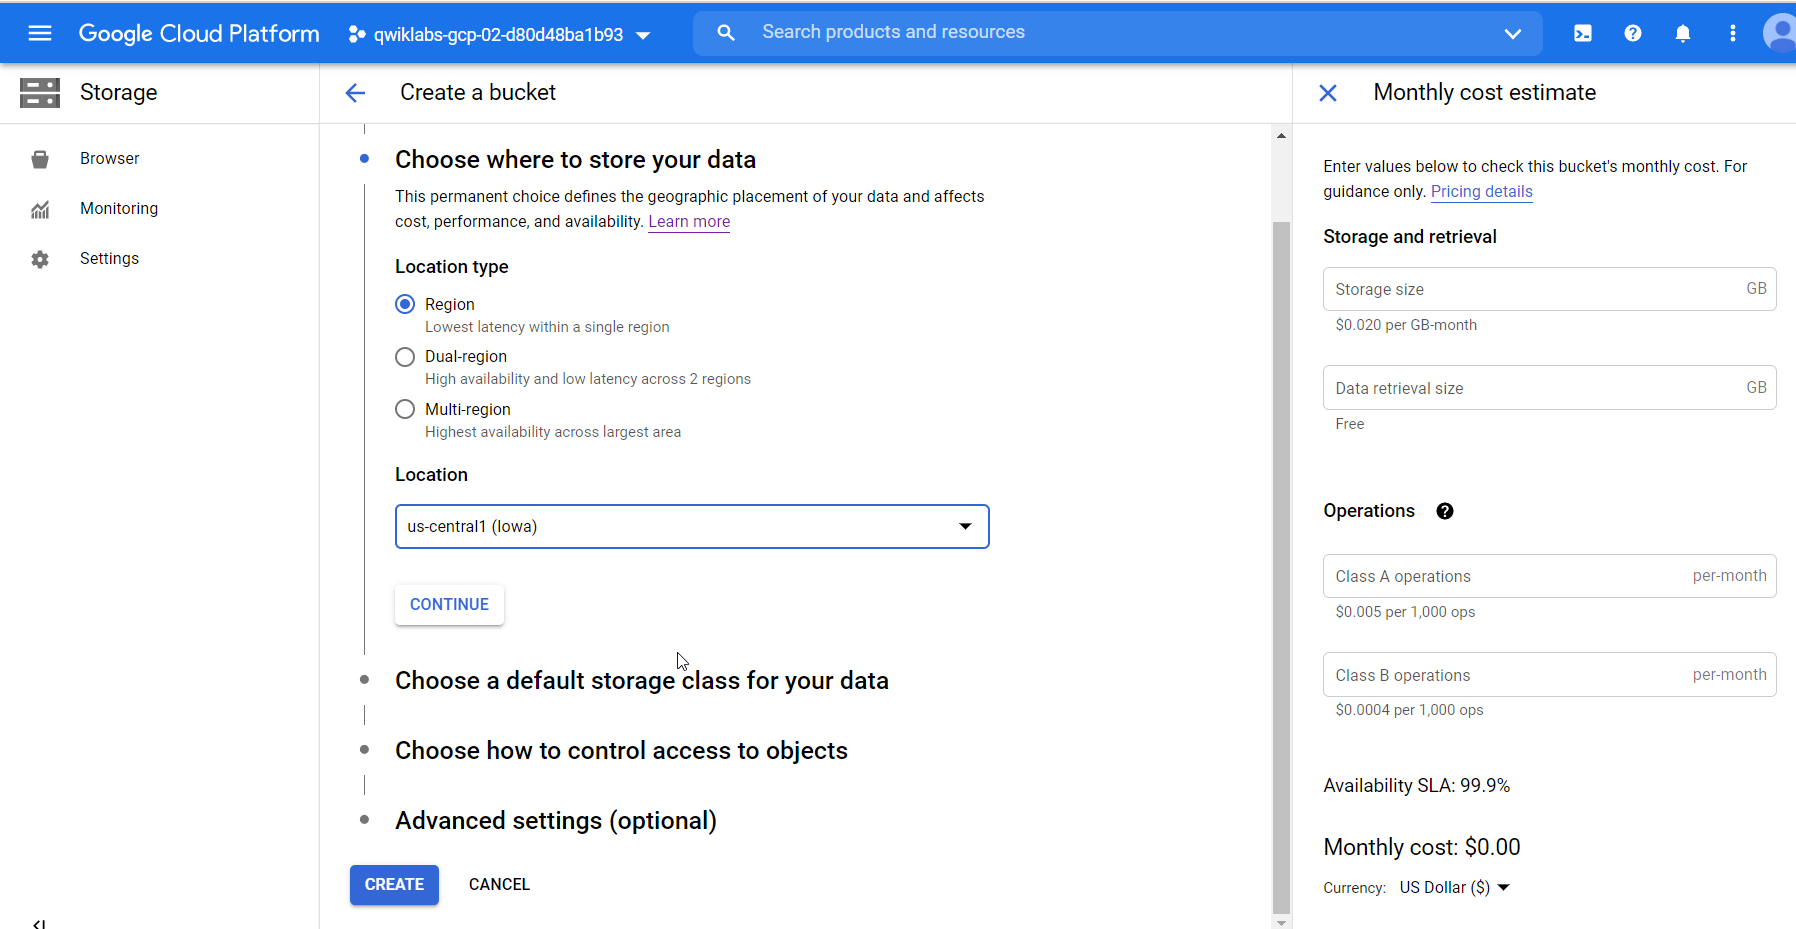 Google Cloud Platform
qwiklabs-gcp-02-d80d48ba1b93
Search products and resources
Storage
Browser
Monitoring
Settings
Create a bucket
Choose where to store your data
This permanent choice defines the geographic placement of your data and affects
cost, performance, and availability. Learn more
Location type
Region
Lowest latency within a single region
Dual-region
High availability and low latency across 2 regions
Multi-region
Highest availability across largest area
Location
us-central1 (Iowa)
CONTINUE
Choose a default storage class for your data
Choose how to control access to objects
Advanced settings (optional)
CREATE
CANCEL
Monthly cost estimate
Enter values below to check this bucket's monthly cost. For
guidance only. Pricing details
Storage and retrieval
Storage size GB
$0.020 per GB-month
Data retrieval size GB
Free
Operations
Class A operations per-month
$0.005 per 1,000 ops
Class B operations per-month
$0.0004 per 1,000 ops
Availability SLA: 99.9%
Monthly cost: $0.00
Currency: US Dollar ($)